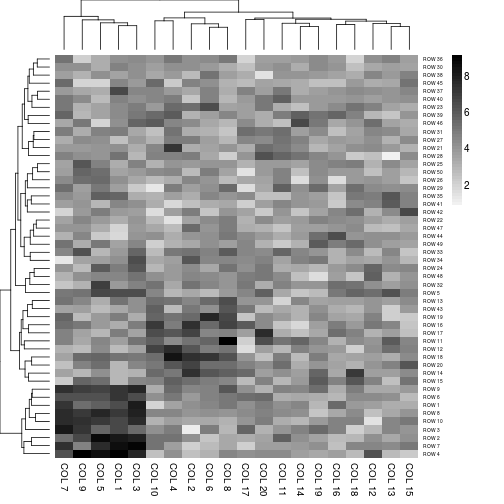 ROW 36
ROW 30
ROW 38
ROW 45
ROW 37
ROW 40
ROW 23
ROW 39
ROW 46
ROW 31
ROW 27
ROW 21
ROW 28
ROW 25
ROW 50
ROW 26
ROW 29
ROW 35
ROW 41
ROW 42
ROW 22
ROW 47
ROW 44
ROW 49
ROW 33
ROW 34
ROW 24
ROW 48
ROW 32
ROW 5
ROW 13
ROW 43
ROW 19
ROW 16
ROW 17
ROW 11
ROW 12
ROW 18
ROW 20
ROW 14
ROW 15
ROW 9
ROW 6
ROW 1
ROW 8
ROW 10
ROW 3
ROW 2
ROW 7
ROW 4
COL 7
COL 9
COL 5
COL 1
COL 3
COL 10
COL 4
COL 2
COL 6
COL 8
COL 17
COL 20
COL 11
COL 14
COL 19
COL 16
COL 18
COL 12
COL 13
COL 15
8
6
4
2